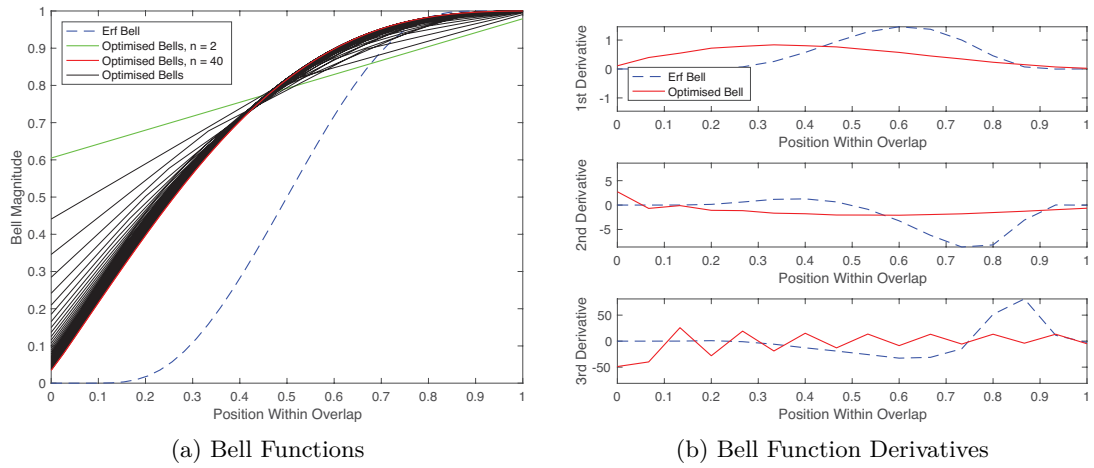 Erf Bell
Optimised Bells, n = 2
Optimised Bells, n = 40
Optimised Bells
Bell Magnitude
1
0.9
0.8
0.7
0.6
0.5
0.4
0.3
0.2
0.1
0
0 0.1 0.2 0.3 0.4 0.5 0.6 0.7 0.8 0.9 1
Position Within Overlap
(a) Bell Functions
1st Derivative
1
0
-1
Erf Bell
Optimised Bell
0 0.1 0.2 0.3 0.4 0.5 0.6 0.7 0.8 0.9 1
Position Within Overlap
2nd Derivative
5
0
-5
0 0.1 0.2 0.3 0.4 0.5 0.6 0.7 0.8 0.9 1
Position Within Overlap
3rd Derivative
50
0
-50
0 0.1 0.2 0.3 0.4 0.5 0.6 0.7 0.8 0.9 1
Position Within Overlap
(b) Bell Function Derivatives